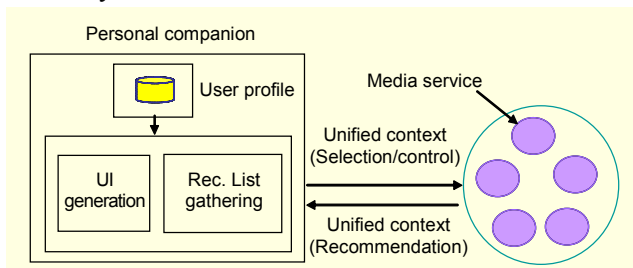 Personal companion
User profile
Media service
Unified context
(Selection/control)
UI
generation
Rec. List
gathering
Unified context
(Recommendation)